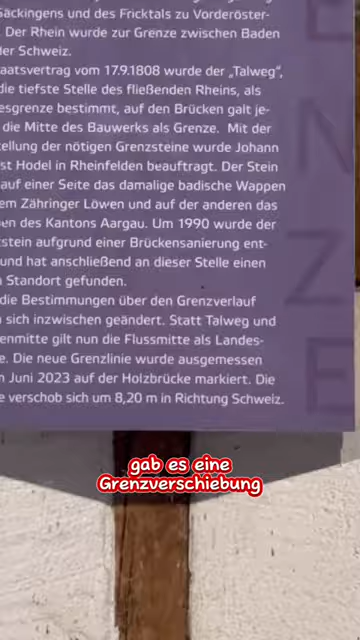 Säckingens und des Fricktals zu Vorderöster-
. Der Rhein wurde zur Grenze zwischen Baden
der Schweiz.
aatsvertrag vom 17.9.1808 wurde der „Talweg“,
die tiefste Stelle des fließenden Rheins, als
esgrenze bestimmt, auf den Brücken galt je-
die Mitte des Bauwerks als Grenze. Mit der
tellung der nötigen Grenzsteine wurde Johann
st Hodel in Rheinfelden beauftragt. Der Stein
auf einer Seite das damalige badische Wappen
em Zähringer Löwen und auf der anderen das
en des Kantons Aargau. Um 1990 wurde der
stein aufgrund einer Brückensanierung ent-
und hat anschließend an dieser Stelle einen
Standort gefunden.
die Bestimmungen über den Grenzverlauf
sich inzwischen geändert. Statt Talweg und
enmitte gilt nun die Flussmitte als Landes-
e. Die neue Grenzlinie wurde ausgemessen
Juni 2023 auf der Holzbrücke markiert. Die
e verschob sich um 8,20 m in Richtung Schweiz.
ENZE
gab es eine
Grenzverschiebung